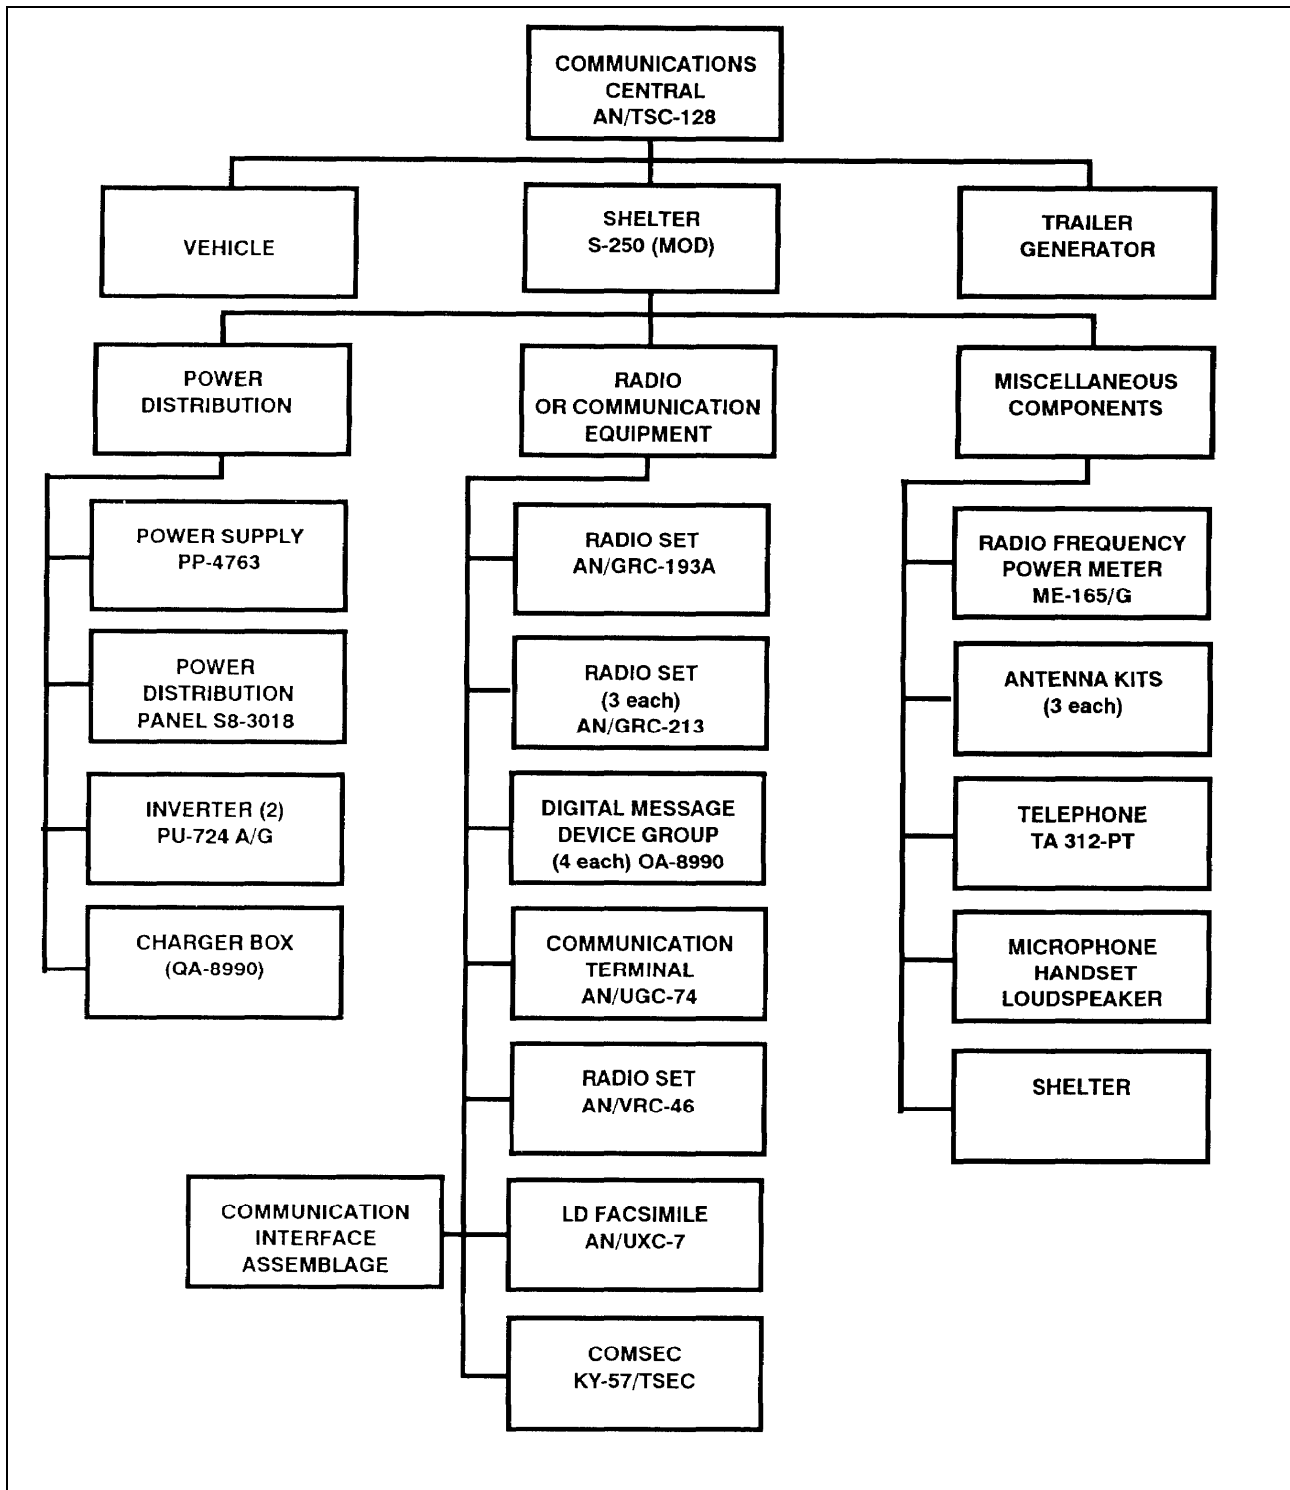 COMMUNICATIONS
CENTRAL
AN/TSC-128
VEHICLE
SHELTER
S-250 (MOD)
TRAILER
GENERATOR
POWER
DISTRIBUTION
RADIO
OR COMMUNICATION
EQUIPMENT
MISCELLANEOUS
COMPONENTS
POWER SUPPLY
PP-4763
POWER
DISTRIBUTION
PANEL S8-3018
INVERTER (2)
PU-724 A/G
CHARGER BOX
(QA-8990)
RADIO SET
AN/GRC-193A
RADIO SET
(3 each)
AN/GRC-213
DIGITAL MESSAGE
DEVICE GROUP
(4 each) OA-8990
COMMUNICATION
TERMINAL
AN/UGC-74
RADIO SET
AN/VRC-46
COMMUNICATION
INTERFACE
ASSEMBLAGE
LD FACSIMILE
AN/UXC-7
COMSEC
KY-57/TSEC
RADIO FREQUENCY
POWER METER
ME-165/G
ANTENNA KITS
(3 each)
TELEPHONE
TA 312-PT
MICROPHONE
HANDSET
LOUDSPEAKER
SHELTER